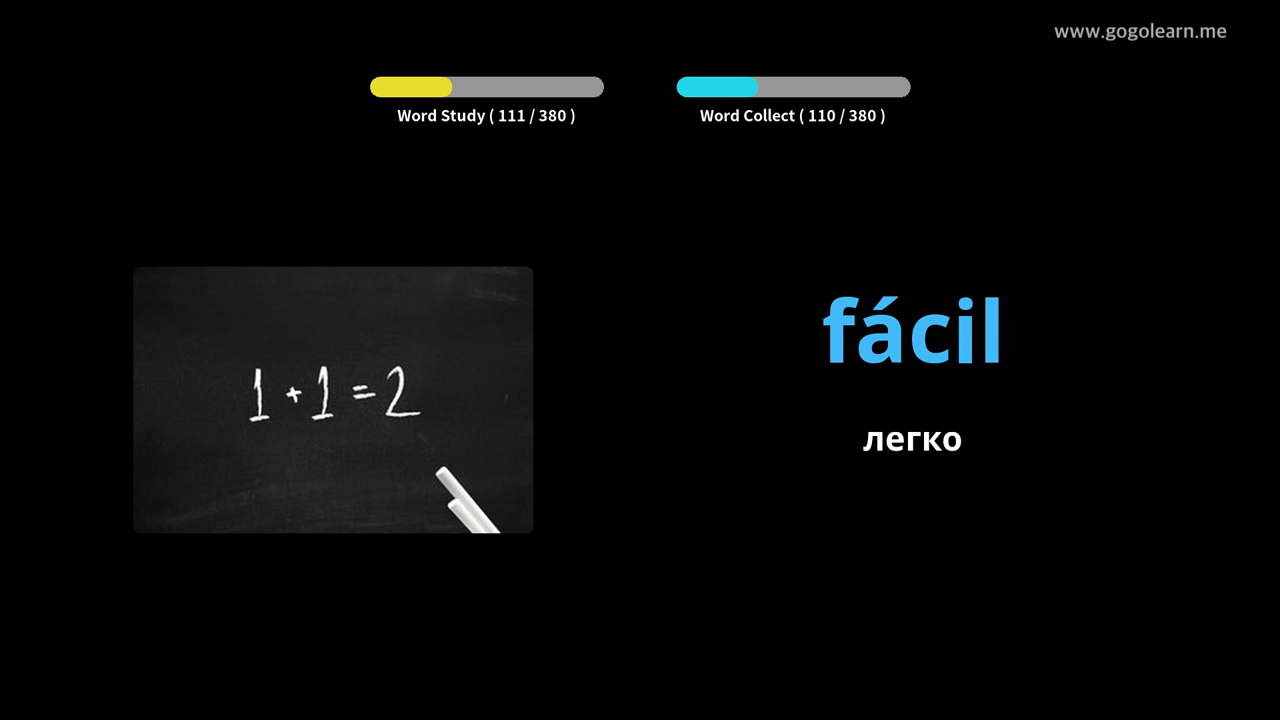 www.gogolearn.me
Word Study ( 111 / 380 )
Word Collect ( 110 / 380 )
1 + 1 = 2
fácil
легко